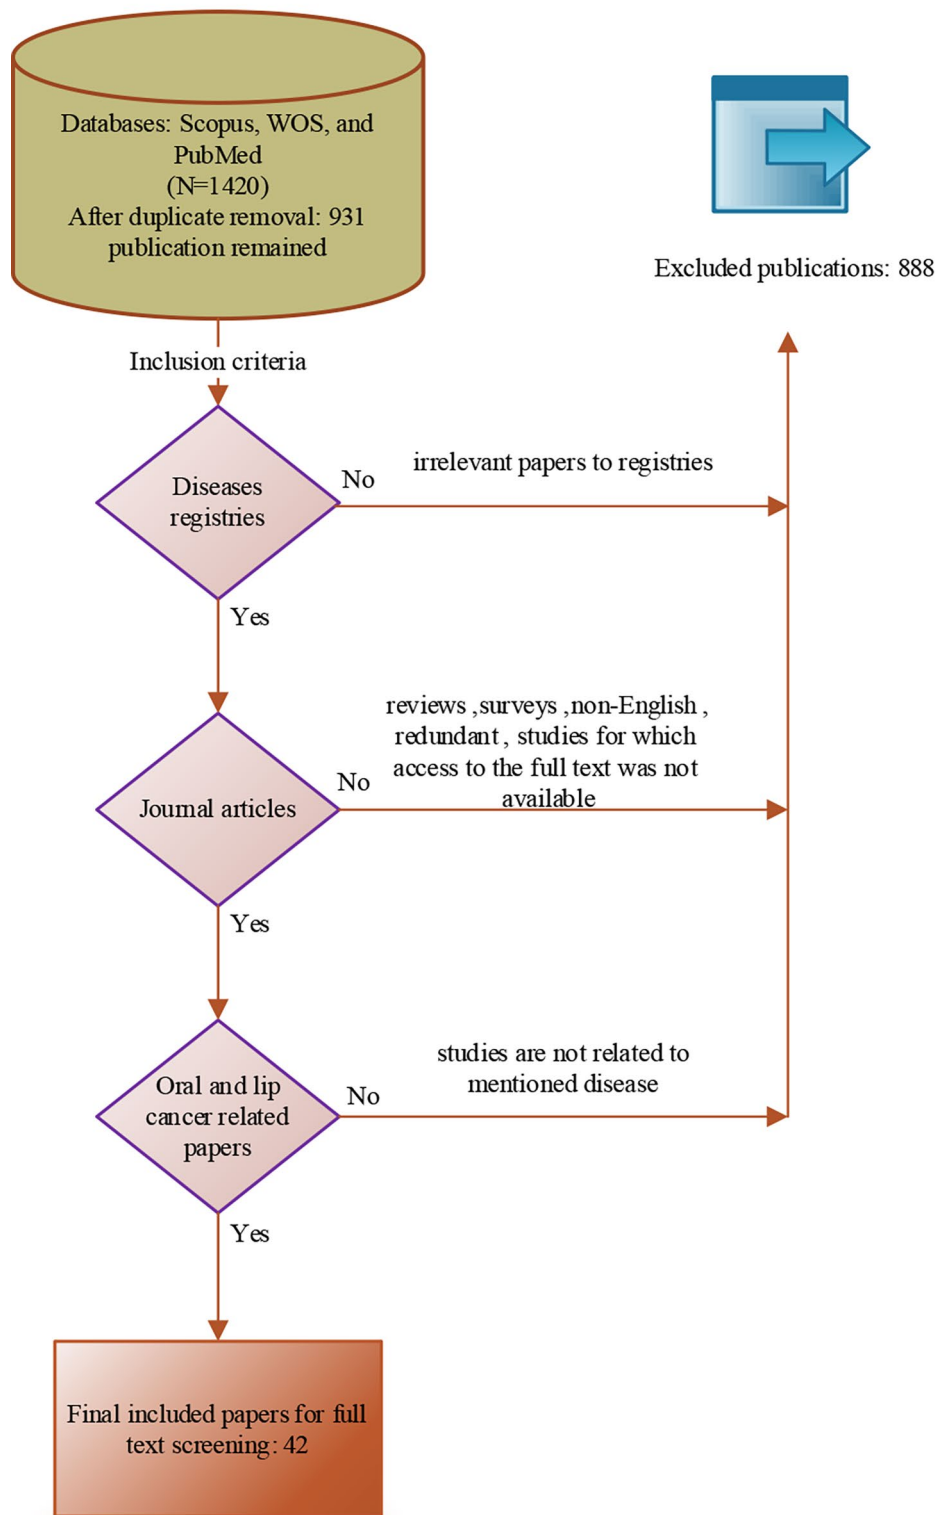 Databases: Scopus, WOS, and
PubMed
(N=1420)
After duplicate removal: 931
publication remained
Excluded publications: 888
Inclusion criteria
Diseases
registries
No
irrelevant papers to registries
Yes
Journal articles
No
reviews ,surveys ,non-English ,
redundant , studies for which
access to the full text was not
available
Yes
Oral and lip
cancer related
papers
No
studies are not related to
mentioned disease
Yes
Final included papers for full
text screening: 42